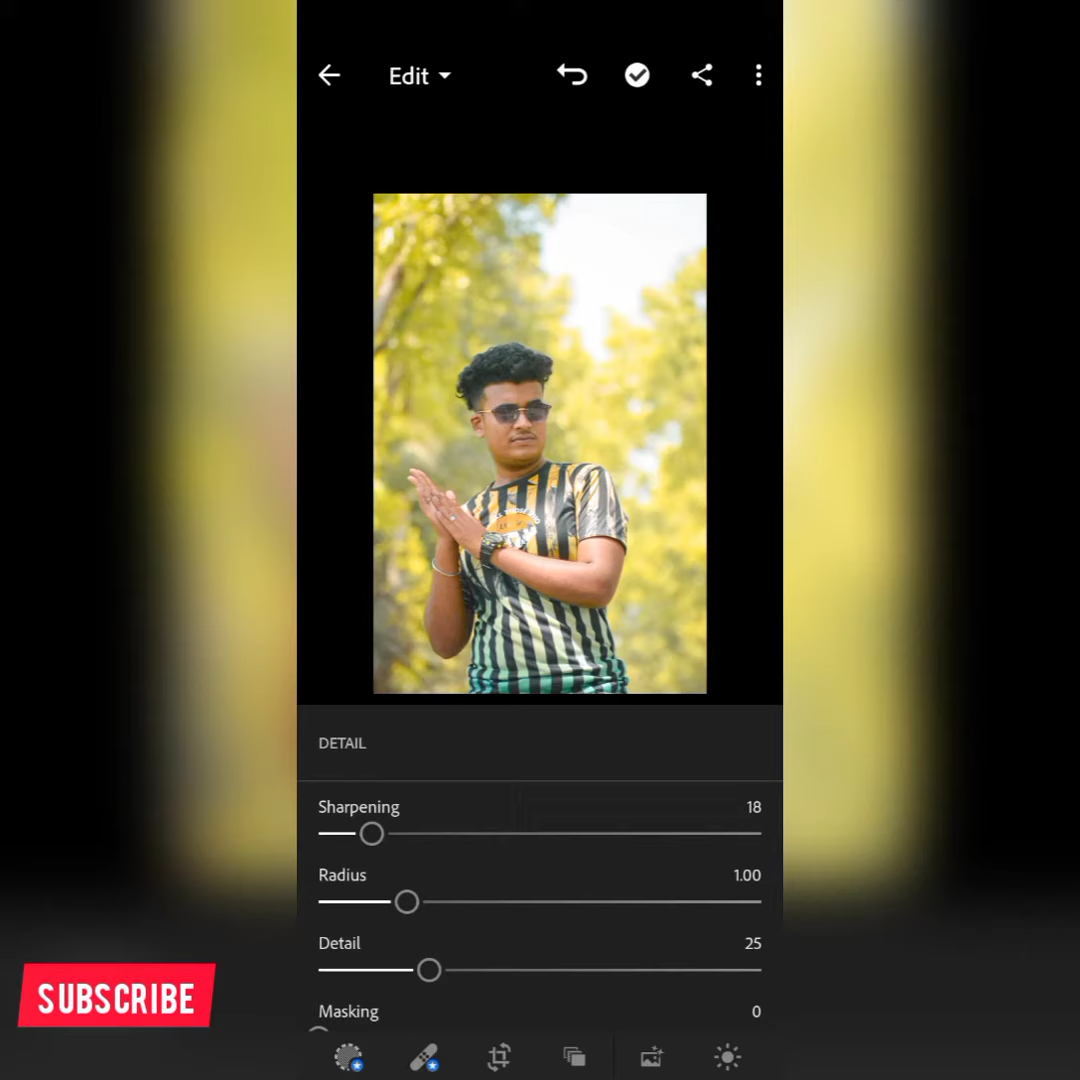 Edit
DETAIL
Sharpening 18
Radius 1.00
Detail 25
Masking 0
SUBSCRIBE